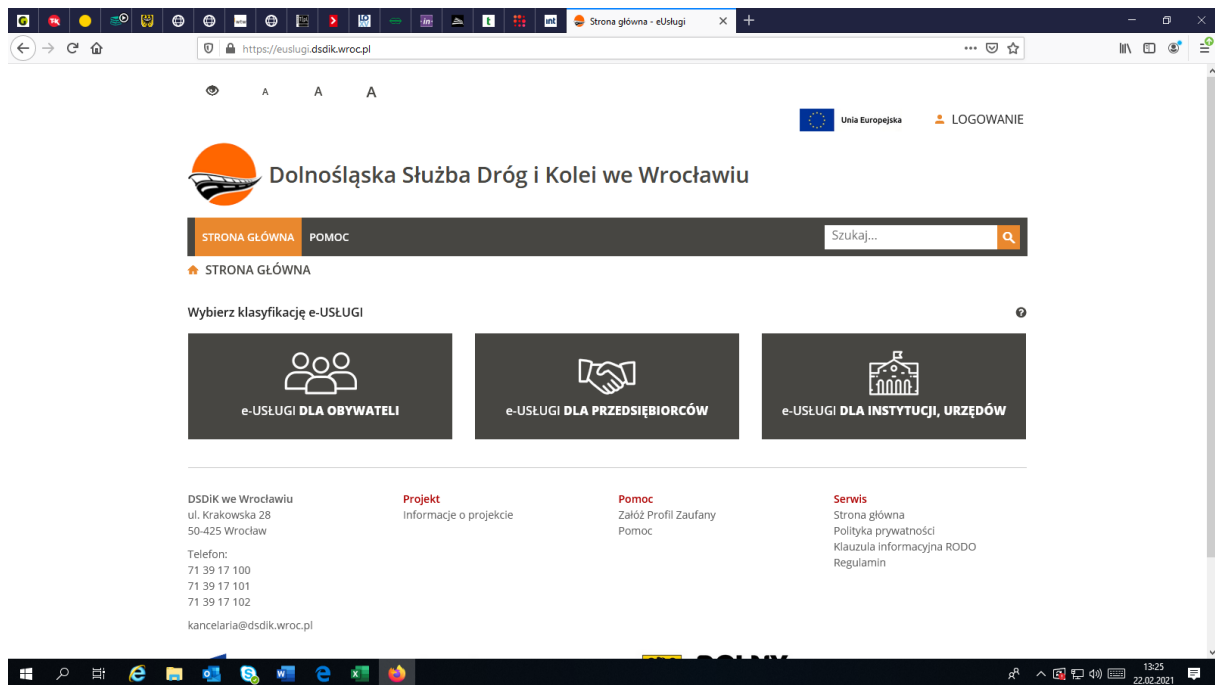 Strona główna - eUsługi
https://euslugi.dsdik.wroc.pl
A A A
Unia Europejska
LOGOWANIE
Dolnośląska Służba Dróg i Kolei we Wrocławiu
STRONA GŁÓWNA POMOC Szukaj...
STRONA GŁÓWNA
Wybierz klasyfikację e-USŁUGI
e-USŁUGI DLA OBYWATELI
e-USŁUGI DLA PRZEDSIĘBIORCÓW
e-USŁUGI DLA INSTYTUCJI, URZĘDÓW
DSDiK we Wrocławiu
ul. Krakowska 28
50-425 Wrocław
Telefon:
71 39 17 100
71 39 17 101
71 39 17 102
kancelaria@dsdik.wroc.pl
Projekt
Informacje o projekcie
Pomoc
Załóż Profil Zaufany
Pomoc
Serwis
Strona główna
Polityka prywatności
Klauzula informacyjna RODO
Regulamin
13:25
22.02.2021